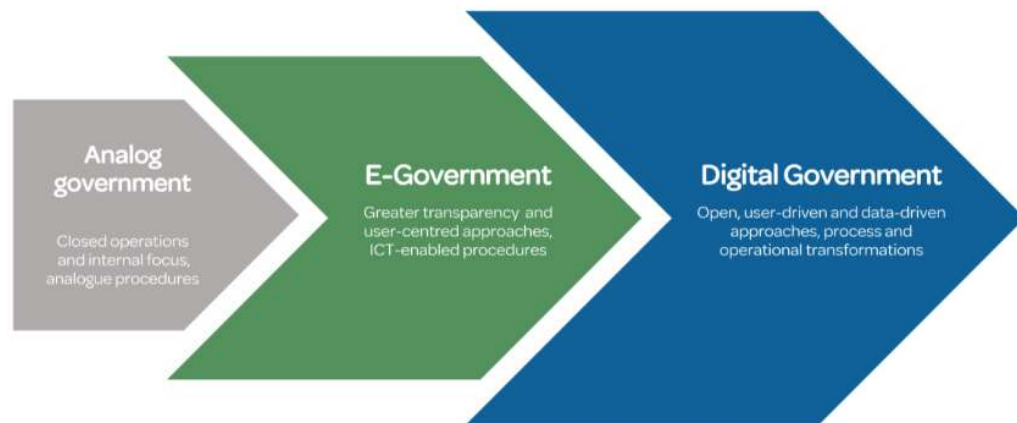 Analog
government
Closed operations
and internal focus,
analogue procedures
E-Government
Greater transparency and
user-centred approaches,
ICT-enabled procedures
Digital Government
Open, user-driven and data-driven
approaches, process and
operational transformations